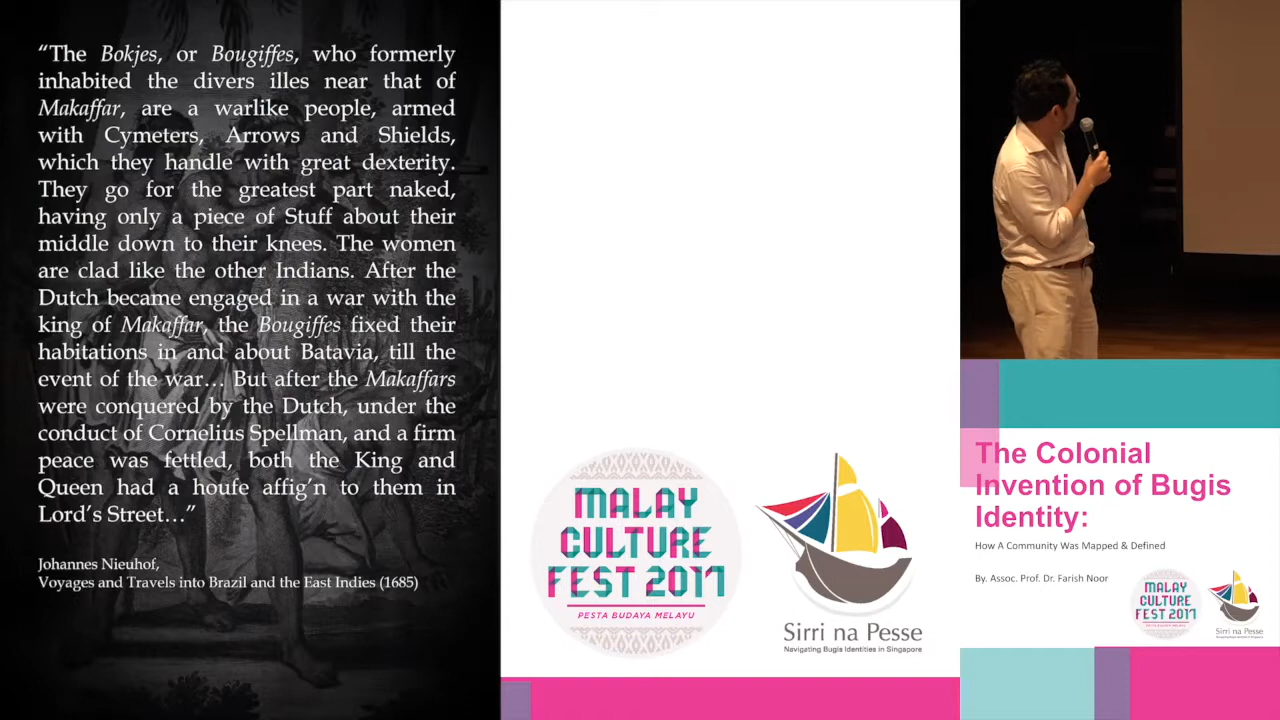 “The Bokjes, or Bougiffes, who formerly
inhabited the divers illes near that of
Makaffar, are a warlike people, armed
with Cymeters, Arrows and Shields,
which they handle with great dexterity.
They go for the greatest part naked,
having only a piece of Stuff about their
middle down to their knees. The women
are clad like the other Indians. After the
Dutch became engaged in a war with the
king of Makaffar, the Bougiffes fixed their
habitations in and about Batavia, till the
event of the war… But after the Makaffars
were conquered by the Dutch, under the
conduct of Cornelius Spellman, and a firm
peace was fettled, both the King and
Queen had a houfe affig’n to them in
Lord’s Street…”
Johannes Nieuhof,
Voyages and Travels into Brazil and the East Indies (1685)
MALAY
CULTURE
FEST 2017
PESTA BUDAYA MELAYU
Sirri na Pesse
Navigating Bugis Identities in Singapore
The Colonial
Invention of Bugis
Identity:
How A Community Was Mapped & Defined
By. Assoc. Prof. Dr. Farish Noor
MALAY
CULTURE
FEST 2017
Sirri na Pesse